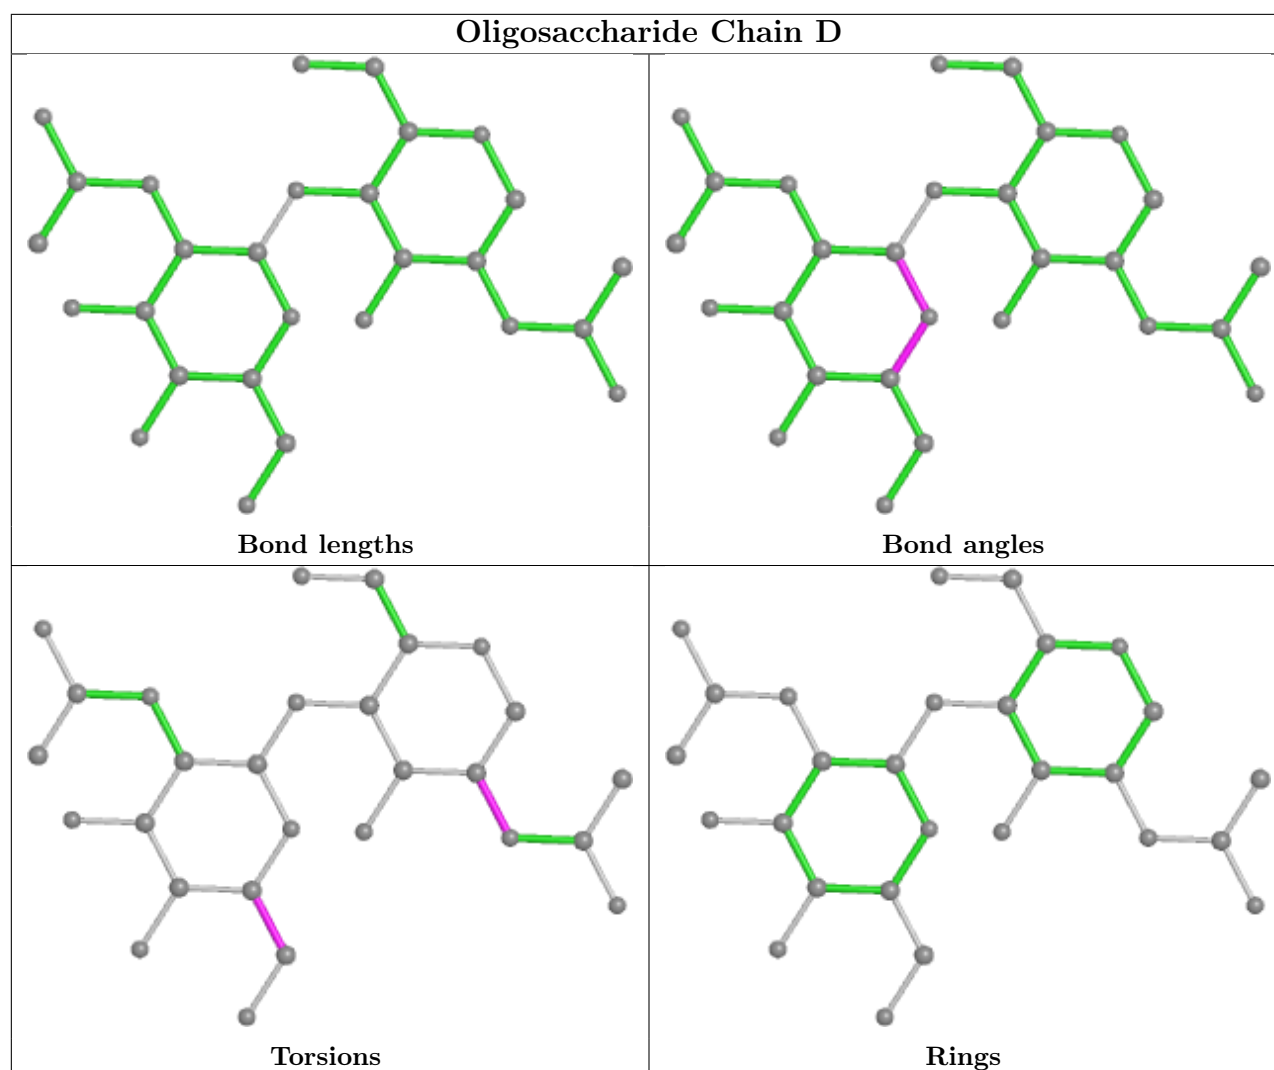 Oligosaccharide Chain D
Bond lengths
Bond angles
Torsions
Rings